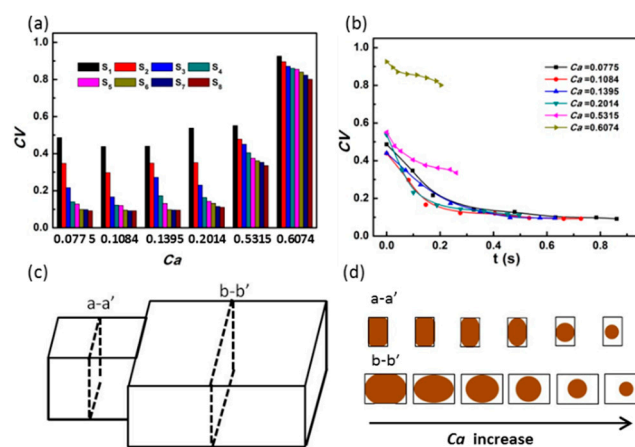 (a)
CV
1.0
0.8
0.6
0.4
0.2
0.0
S1 S2 S3 S4
S5 S6 S7 S8
0.0775 0.1084 0.1395 0.2014 0.5315 0.6074
Ca
(b)
CV
1.0
0.8
0.6
0.4
0.2
0.0
Ca=0.0775
Ca=0.1084
Ca=0.1395
Ca=0.2014
Ca=0.5315
Ca=0.6074
0.0 0.2 0.4 0.6 0.8
t (s)
(c)
a-a'
b-b'
(d)
a-a'
b-b'
Ca increase